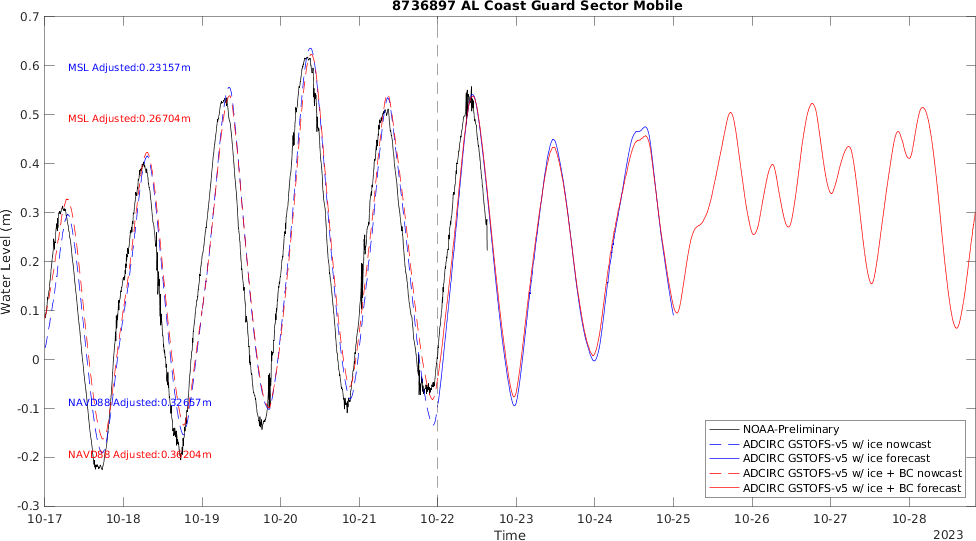 8736897 AL Coast Guard Sector Mobile
0.7
0.6
0.5
0.4
0.3
0.2
0.1
0
-0.1
-0.2
-0.3
Water Level (m)
MSL Adjusted:0.23157m
MSL Adjusted:0.26704m
NAVD88 Adjusted:0.32667m
NAVD88 Adjusted:0.36204m
NOAA-Preliminary
ADCIRC GSTOFS-v5 w/ ice nowcast
ADCIRC GSTOFS-v5 w/ ice forecast
ADCIRC GSTOFS-v5 w/ ice + BC nowcast
ADCIRC GSTOFS-v5 w/ ice + BC forecast
10-17 10-18 10-19 10-20 10-21 10-22 10-23 10-24 10-25 10-26 10-27 10-28
Time
2023